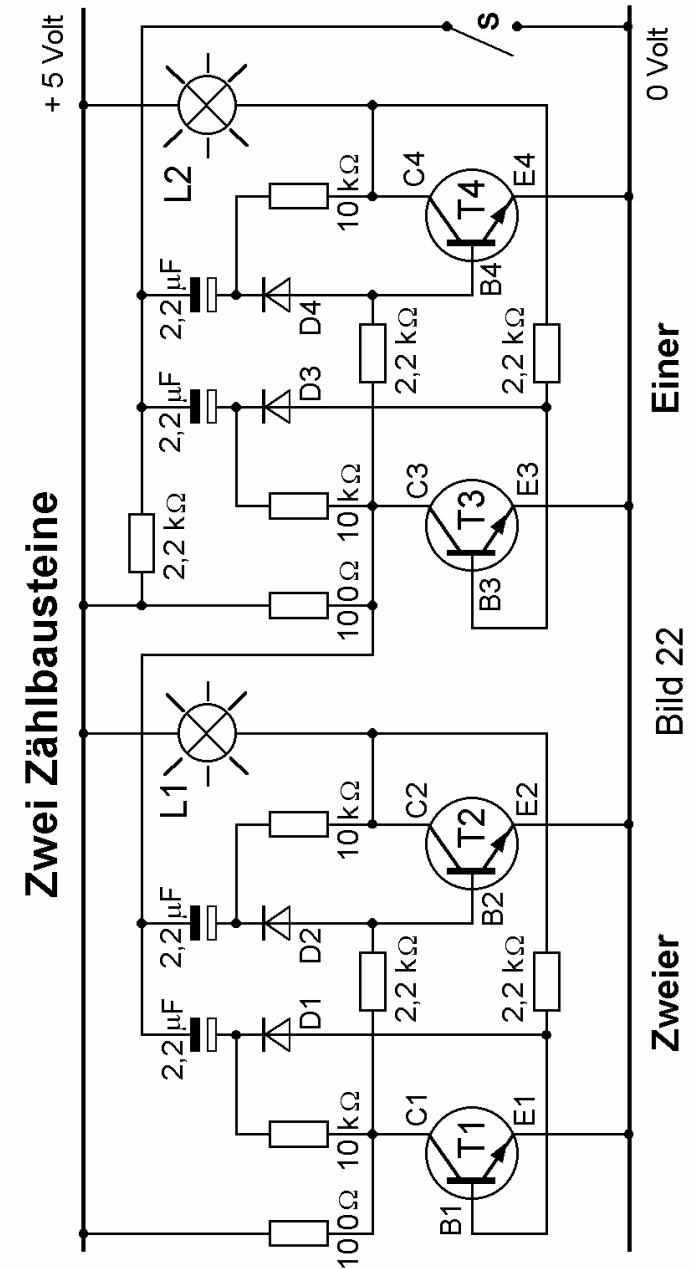 Zwei Zählbausteine
+ 5 Volt
L1
L2
2,2 µF
2,2 µF
2,2 kΩ
2,2 µF
2,2 µF
S
D1
D2
D3
D4
100Ω
10 kΩ
10 kΩ
100Ω
10 kΩ
10 kΩ
2,2 kΩ
2,2 kΩ
C1
C2
C3
C4
T1
T2
T3
T4
B1
B2
B3
B4
2,2 kΩ
2,2 kΩ
E1
E2
E3
E4
0 Volt
Zweier
Bild 22
Einer